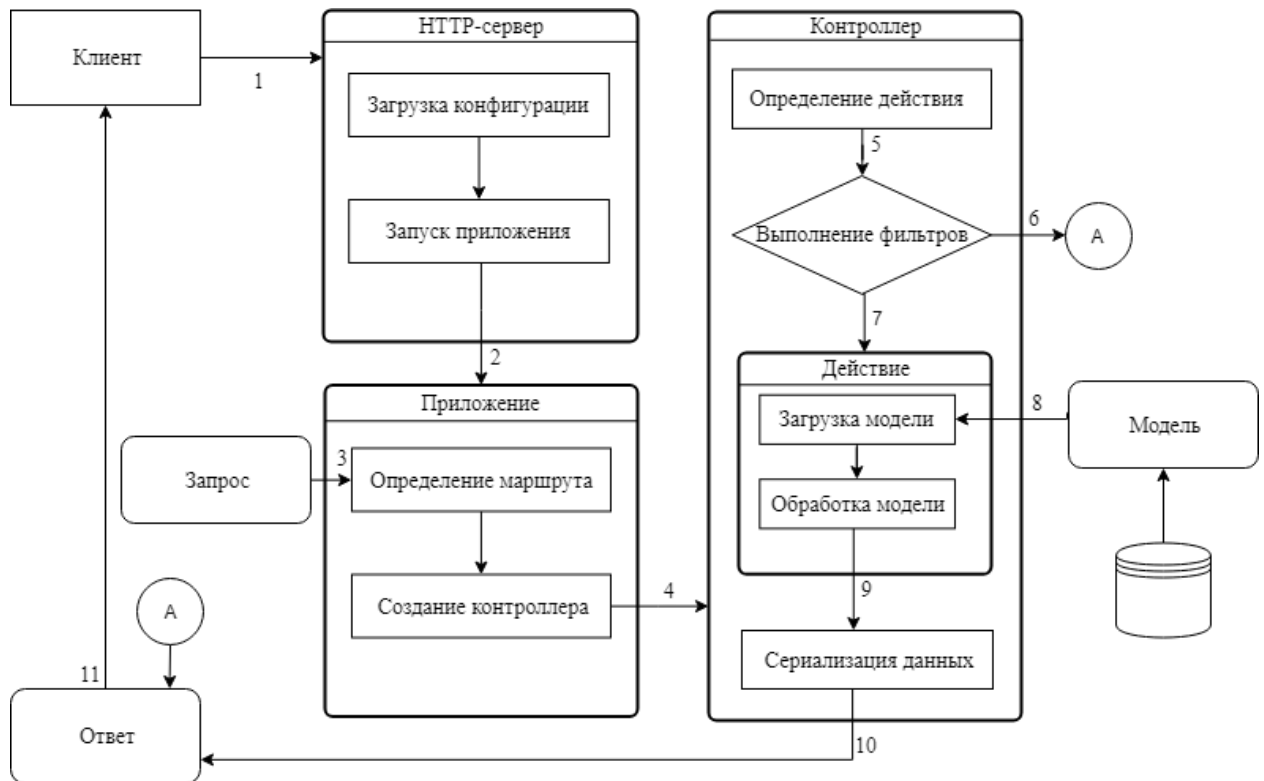 Клиент
1
HTTP-сервер
Загрузка конфигурации
Запуск приложения
2
Приложение
Запрос
3
Определение маршрута
Создание контроллера
4
Контроллер
Определение действия
5
Выполнение фильтров
6
A
7
Действие
Загрузка модели
8
Модель
Обработка модели
9
Сериализация данных
10
A
11
Ответ